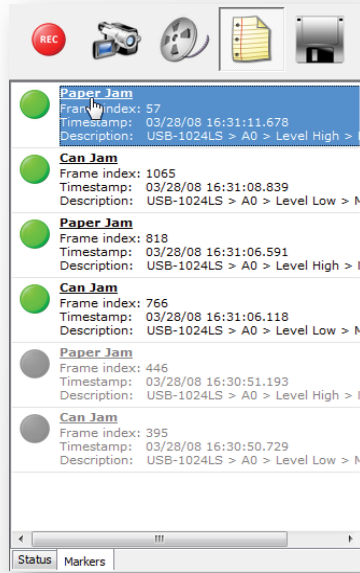 REC
Paper Jam
Frame index: 57
Timestamp: 03/28/08 16:31:11.678
Description: USB-1024LS > A0 > Level High >
Can Jam
Frame index: 1065
Timestamp: 03/28/08 16:31:08.839
Description: USB-1024LS > A0 > Level Low >
Paper Jam
Frame index: 818
Timestamp: 03/28/08 16:31:06.591
Description: USB-1024LS > A0 > Level High >
Can Jam
Frame index: 766
Timestamp: 03/28/08 16:31:06.118
Description: USB-1024LS > A0 > Level Low >
Paper Jam
Frame index: 446
Timestamp: 03/28/08 16:30:51.193
Description: USB-1024LS > A0 > Level High >
Can Jam
Frame index: 395
Timestamp: 03/28/08 16:30:50.729
Description: USB-1024LS > A0 > Level Low >
Status Markers